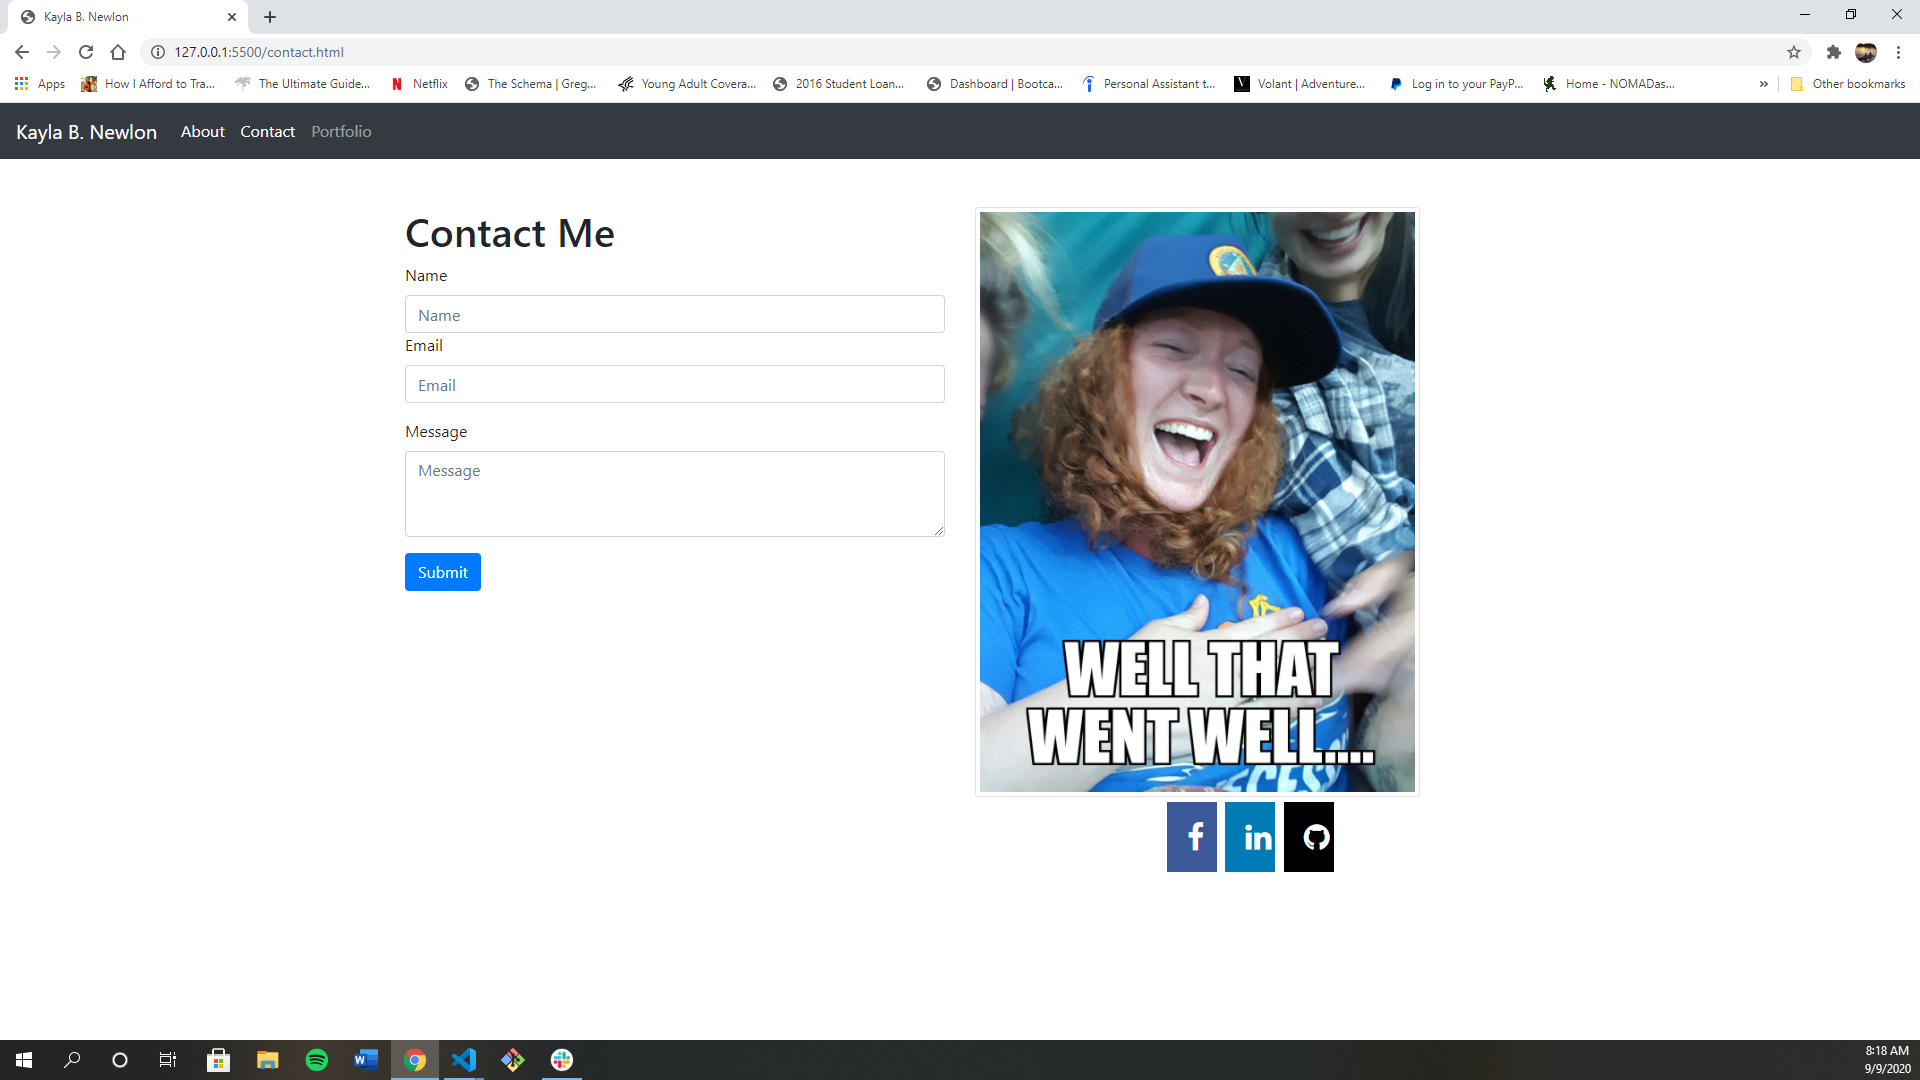 Kayla B. Newlon
127.0.0.1:5500/contact.html
Apps How I Afford to Tra... The Ultimate Guide... Netflix The Schema | Greg... Young Adult Covera... 2016 Student Loan... Dashboard | Bootca... Personal Assistant t... Volant | Adventure... Log in to your PayP... Home - NOMADas... » Other bookmarks
Kayla B. Newlon About Contact Portfolio
Contact Me
Name
Name
Email
Email
Message
Message
Submit
WELL THAT
WENT WELL....
f in
8:18 AM
9/9/2020